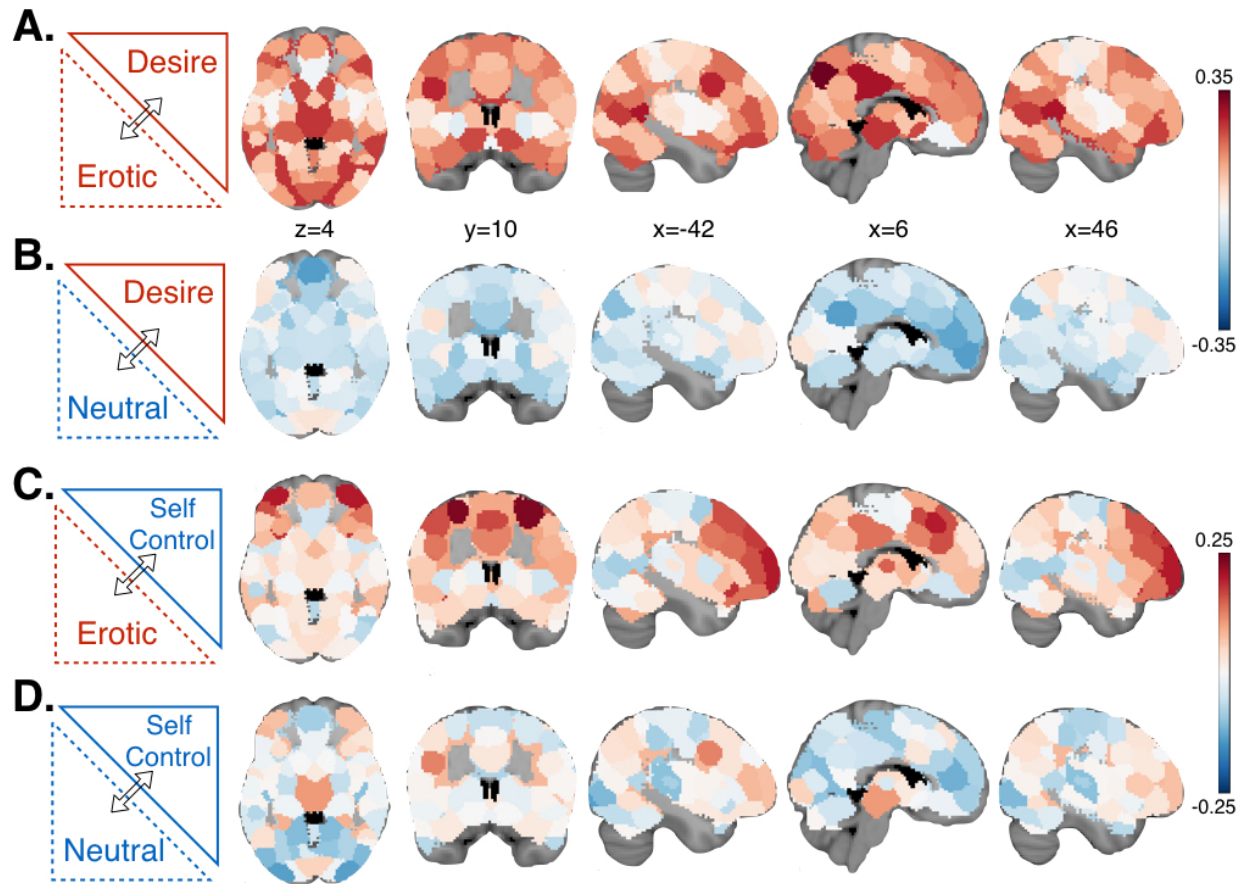 A.
Desire
Erotic
0.35
-0.35
z=4
y=10
x=-42
x=6
x=46
B.
Desire
Neutral
C.
Self
Control
Erotic
0.25
-0.25
D.
Self
Control
Neutral